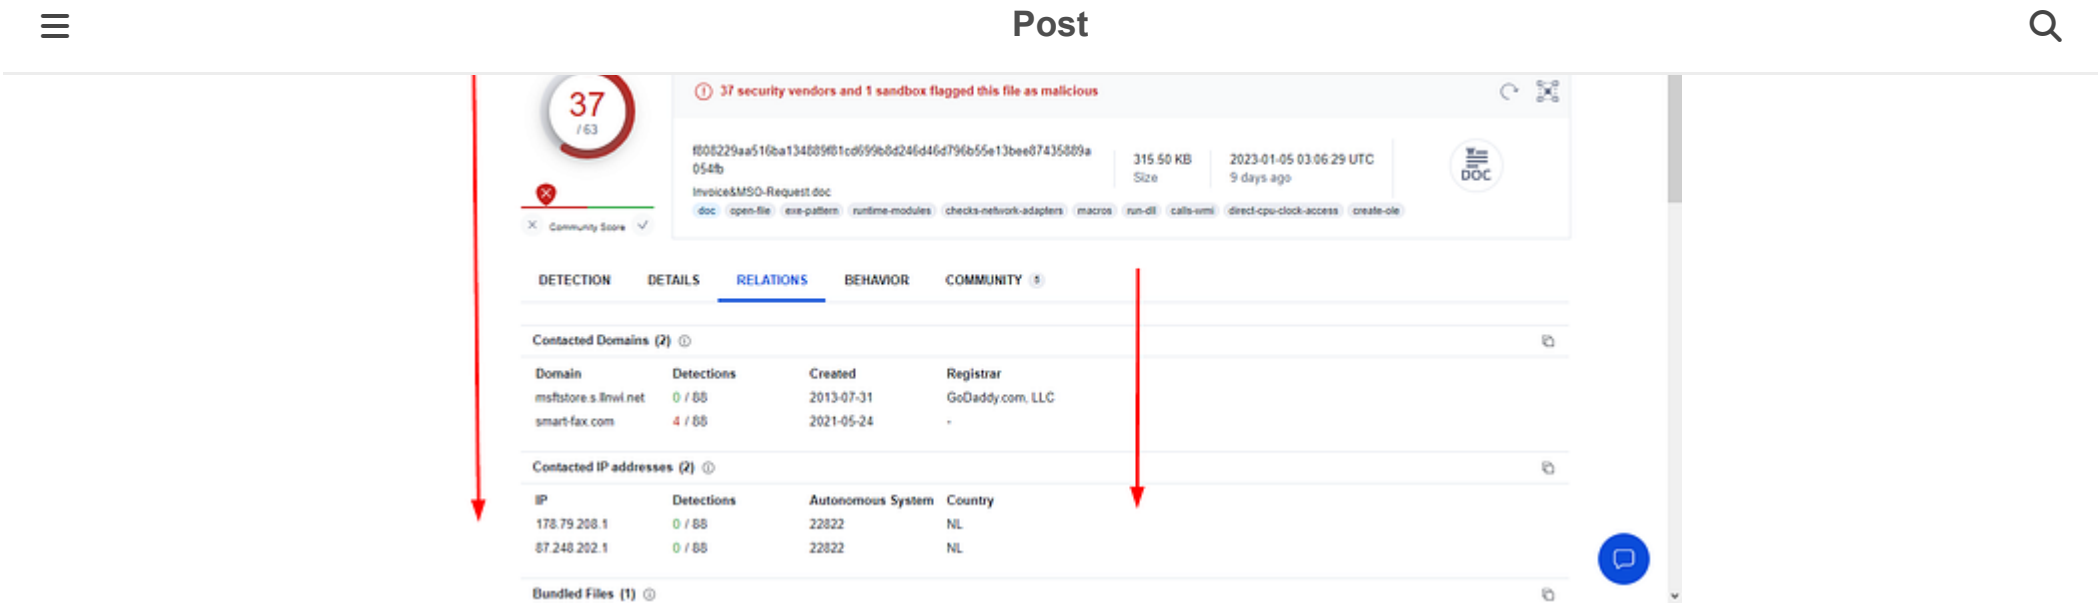 Post
37
/ 63
37 security vendors and 1 sandbox flagged this file as malicious
f808229aa516ba134889f81cd699b8d246d46d796b55e13bee87435889a
054fb
Invoice&MSO-Request.doc
315.50 KB
Size
2023-01-05 03:06:29 UTC
9 days ago
DOC
doc open-file exe-pattern runtime-modules checks-network-adapters macros run-dll calls-wmi direct-cpu-clock-access create-ole
Community Score
DETECTION DETAILS RELATIONS BEHAVIOR COMMUNITY
Contacted Domains (2)
Domain Detections Created Registrar
msftstore.s.llnwi.net 0 / 88 2013-07-31 GoDaddy.com, LLC
smart-fax.com 4 / 88 2021-05-24 -
Contacted IP addresses (2)
IP Detections Autonomous System Country
178.79.208.1 0 / 88 22822 NL
87.248.202.1 0 / 88 22822 NL
Bundled Files (1)